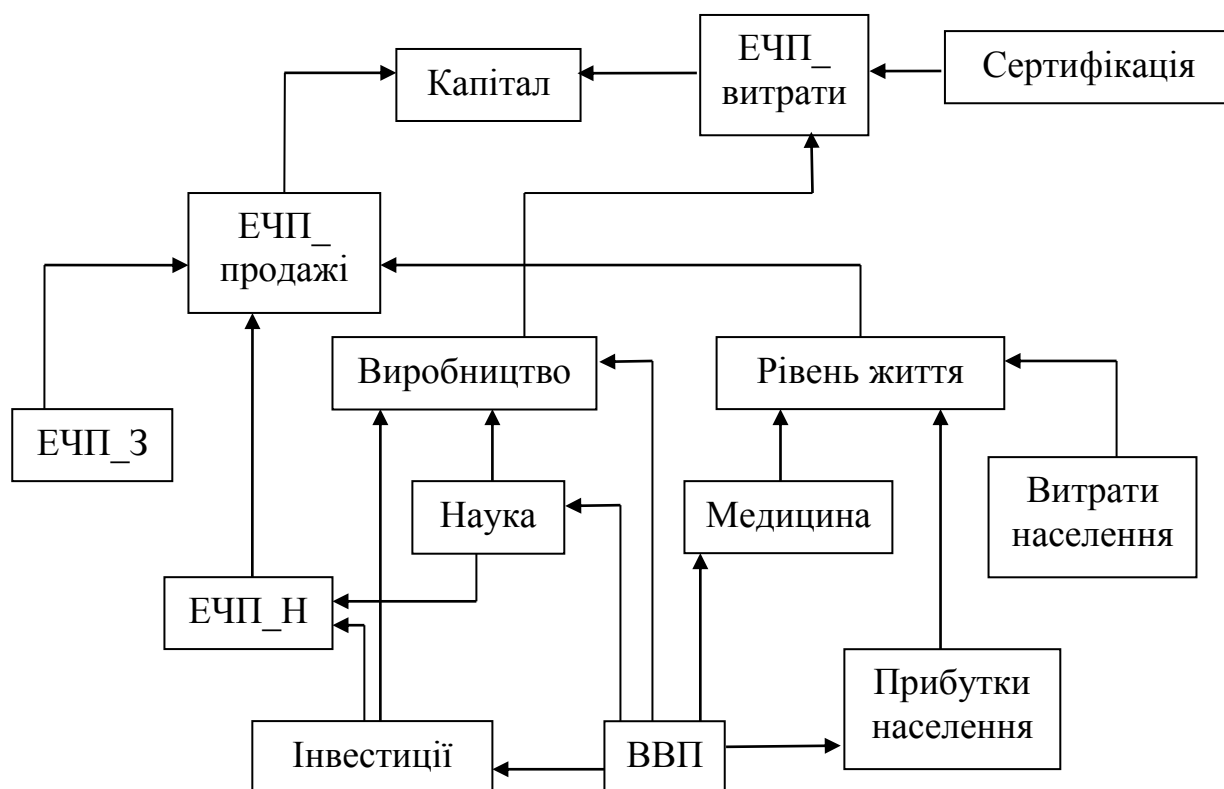 ЕЧП_
витрати
Сертифікація
Капітал
ЕЧП_
продажі
Виробництво
Рівень життя
ЕЧП_З
Наука
Медицина
Витрати
населення
ЕЧП_Н
Прибутки
населення
Інвестиції
ВВП